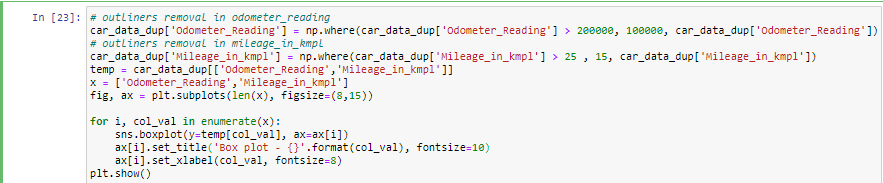 In [23]: # outliners removal in odometer_reading
car_data_dup['Odometer_Reading'] = np.where(car_data_dup['Odometer_Reading'] > 200000, 100000, car_data_dup['Odometer_Reading'])
# outliners removal in mileage_in_kmpl
car_data_dup['Mileage_in_kmpl'] = np.where(car_data_dup['Mileage_in_kmpl'] > 25 , 15, car_data_dup['Mileage_in_kmpl'])
temp = car_data_dup[['Odometer_Reading','Mileage_in_kmpl']]
x = ['Odometer_Reading','Mileage_in_kmpl']
fig, ax = plt.subplots(len(x), figsize=(8,15))

for i, col_val in enumerate(x):
    sns.boxplot(y=temp[col_val], ax=ax[i])
    ax[i].set_title('Box plot - {}'.format(col_val), fontsize=10)
    ax[i].set_xlabel(col_val, fontsize=8)
plt.show()